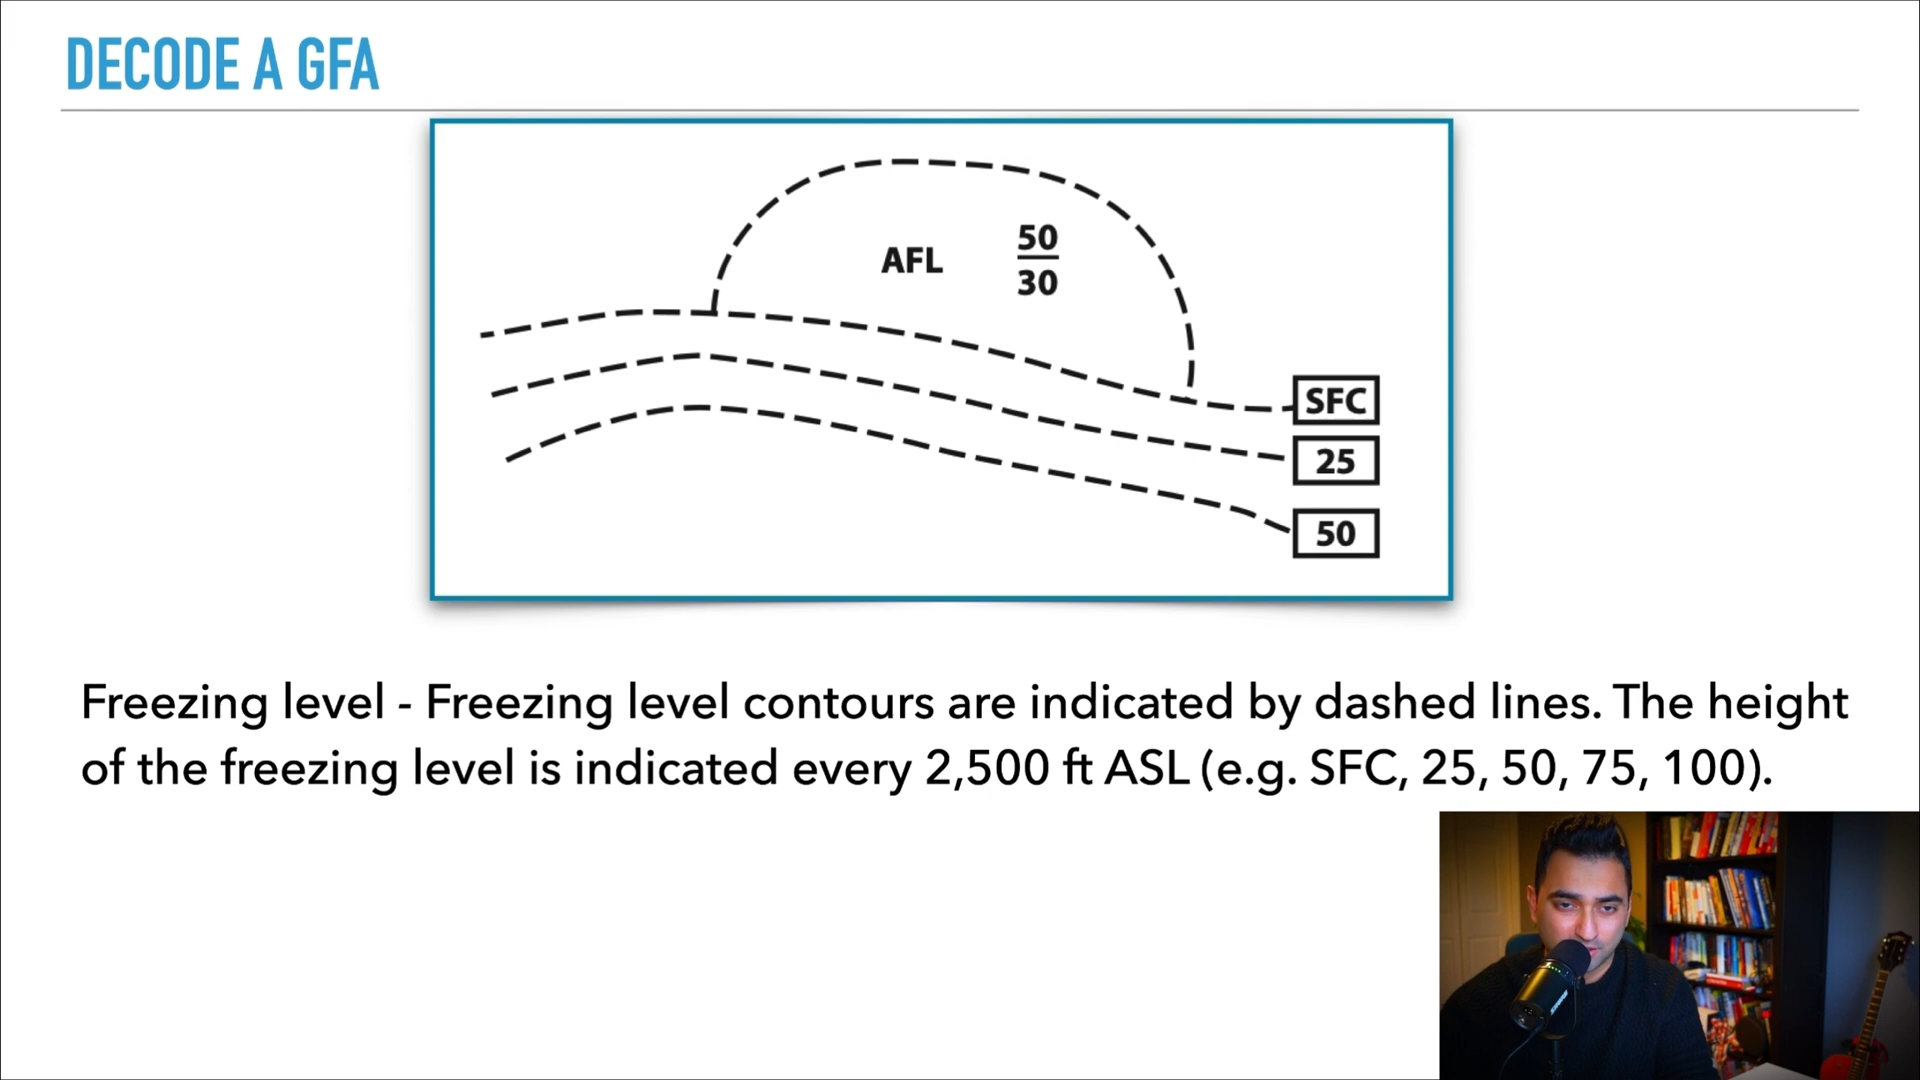 DECODE A GFA
AFL
50
30
SFC
25
50
Freezing level - Freezing level contours are indicated by dashed lines. The height
of the freezing level is indicated every 2,500 ft ASL (e.g. SFC, 25, 50, 75, 100).